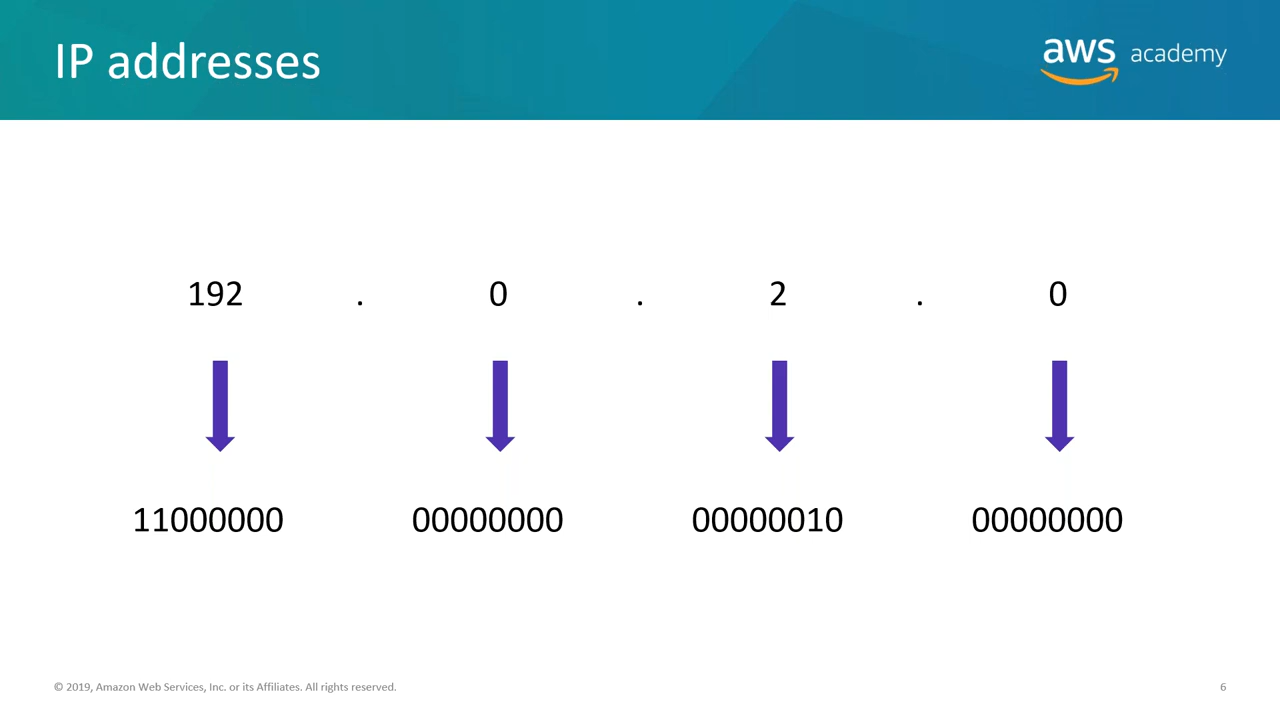 IP addresses
aws academy
192 . 0 . 2 . 0
11000000 00000000 00000010 00000000
© 2019, Amazon Web Services, Inc. or its Affiliates. All rights reserved.
6